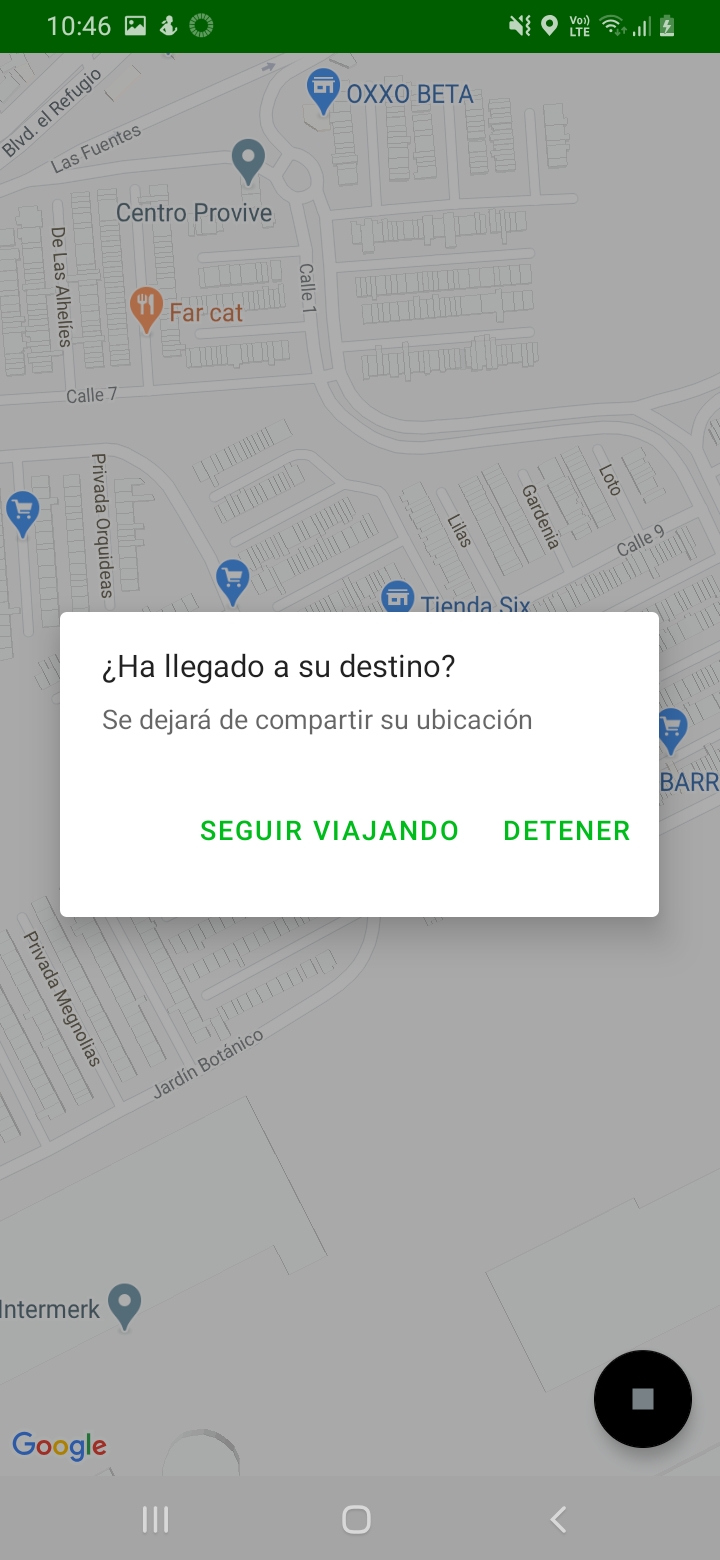 10:46
Vo))
LTE
Blvd. el Refugio
Las Fuentes
OXXO BETA
Centro Provive
De Las Alhelíes
Calle 1
Far cat
Calle 7
Privada Orquideas
Lilas
Gardenia
Loto
Calle 9
Tienda Six
¿Ha llegado a su destino?
Se dejará de compartir su ubicación
BARR
SEGUIR VIAJANDO DETENER
Privada Megnolias
Jardín Botánico
Intermerk
Google